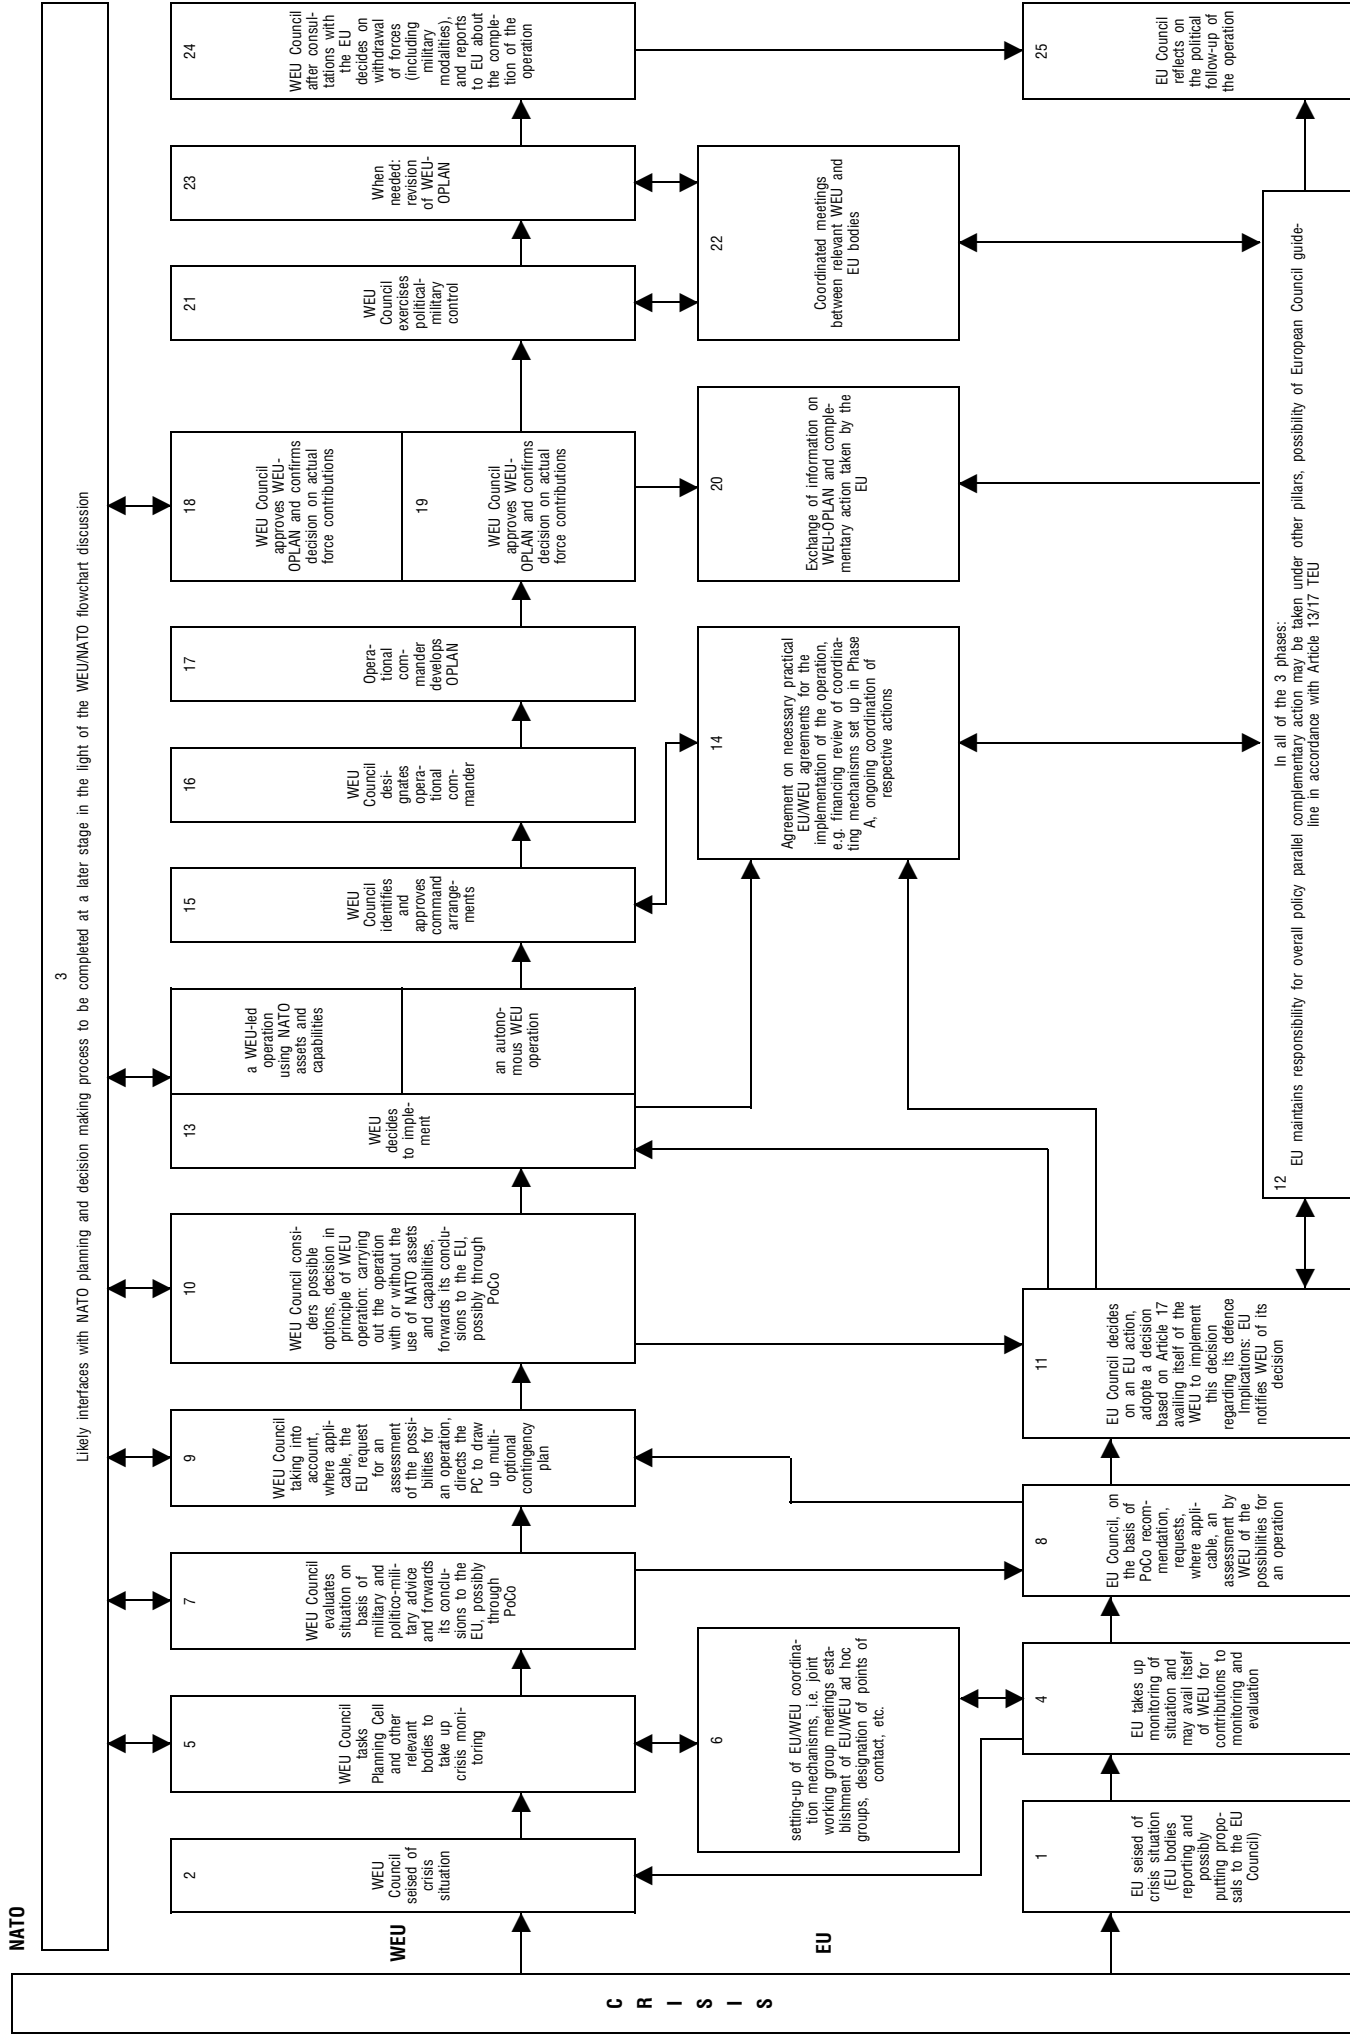 NATO
3
Likely interfaces with NATO planning and decision making process to be completed at a later stage in the light of the WEU/NATO flowchart discussion
C
R
I
S
I
S
WEU
2
WEU
Council
seised of
crisis
situation
5
WEU Council
tasks
Planning Cell
and other
relevant
bodies to
take up
crisis moni-
toring
7
WEU Council
evaluates
situation on
basis of
military and
politico-mili-
tary advice
and forwards
its conclu-
sions to the
EU, possibly
through
PoCo
9
WEU Council
taking into
account,
where appli-
cable, the
EU request
for an
assessment
of the possi-
bilities for
an operation,
directs the
PC to draw
up multi-
optional
contingency
plan
10
WEU Council consi-
ders possible
options, decision in
principle of WEU
operation: carrying
out the operation
with or without the
use of NATO assets
and capabilities,
forwards its conclu-
sions to the EU,
possibly through
PoCo
13
WEU
decides
to imple-
ment
a WEU-led
operation
using NATO
assets and
capabilities
an autono-
mous WEU
operation
15
WEU
Council
identifies
and
approves
command
arrange-
ments
16
WEU
Council
desi-
gnates
opera-
tional
com-
mander
17
Opera-
tional
com-
mander
develops
OPLAN
18
WEU Council
approves WEU-
OPLAN and confirms
decision on actual
force contributions
19
WEU Council
approves WEU-
OPLAN and confirms
decision on actual
force contributions
21
WEU
Council
exercises
political-
military
control
23
When
needed:
revision
of WEU-
OPLAN
24
WEU Council
after consul-
tations with
the EU
decides on
withdrawal
of forces
(including
military
modalities),
and reports
to EU about
the comple-
tion of the
operation
EU
6
setting-up of EU/WEU coordina-
tion mechanisms, i.e. joint
working group meetings esta-
blishment of EU/WEU ad hoc
groups, designation of points of
contact, etc.
14
Agreement on necessary practical
EU/WEU agreements for the
implementation of the operation,
e.g. financing review of coordina-
ting mechanisms set up in Phase
A, ongoing coordination of
respective actions
20
Exchange of information on
WEU-OPLAN and comple-
mentary action taken by the
EU
22
Coordinated meetings
between relevant WEU and
EU bodies
1
EU seised of
crisis situation
(EU bodies
reporting and
possibly
putting propo-
sals to the EU
Council)
4
EU takes up
monitoring of
situation and
may avail itself
of WEU for
contributions to
monitoring and
evaluation
8
EU Council, on
the basis of
PoCo recom-
mendation,
requests,
where appli-
cable, an
assessment by
WEU of the
possibilities for
an operation
11
EU Council decides
on an EU action,
adopte a decision
based on Article 17
availing itself of the
WEU to implement
this decision
regarding its defence
Implications: EU
notifies WEU of its
decision
12
In all of the 3 phases:
EU maintains responsibility for overall policy parallel complementary action may be taken under other pillars, possibility of European Council guide-
line in accordance with Article 13/17 TEU
25
EU Council
reflects on
the political
follow-up of
the operation